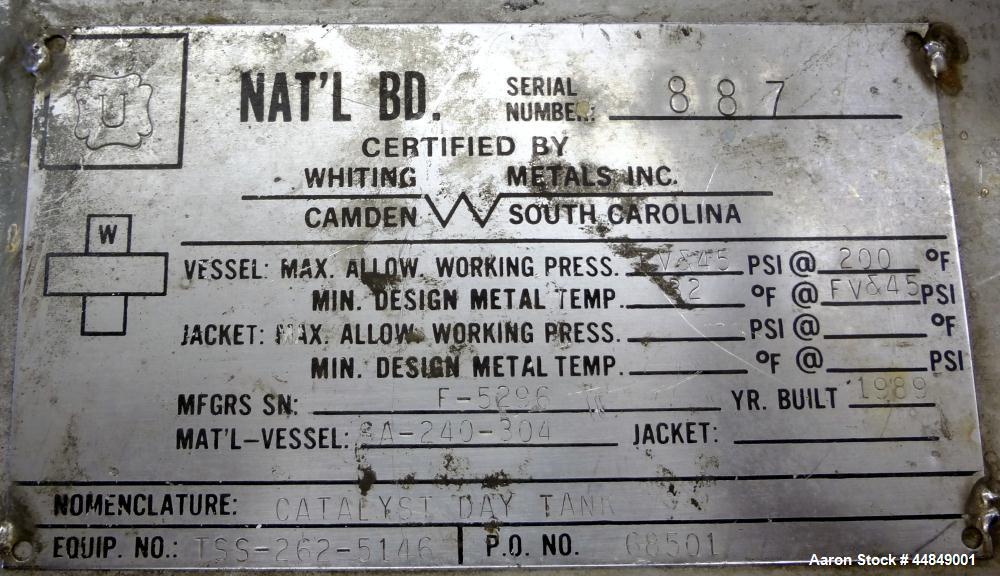 U
NAT'L BD. SERIAL NUMBER: 887
CERTIFIED BY
WHITING METALS INC.
CAMDEN W SOUTH CAROLINA
W
VESSEL: MAX. ALLOW. WORKING PRESS. FV&45 PSI @ 200 °F
MIN. DESIGN METAL TEMP. 32 °F @ FV&45 PSI
JACKET: MAX. ALLOW. WORKING PRESS. PSI @ °F
MIN. DESIGN METAL TEMP. °F @ PSI
MFGRS SN: F-5296 YR. BUILT 1989
MAT'L-VESSEL: SA-240-304 JACKET:
NOMENCLATURE: CATALYST DAY TANK
EQUIP. NO.: TSS-262-5146 P.O. NO. 68501
Aaron Stock # 44849001